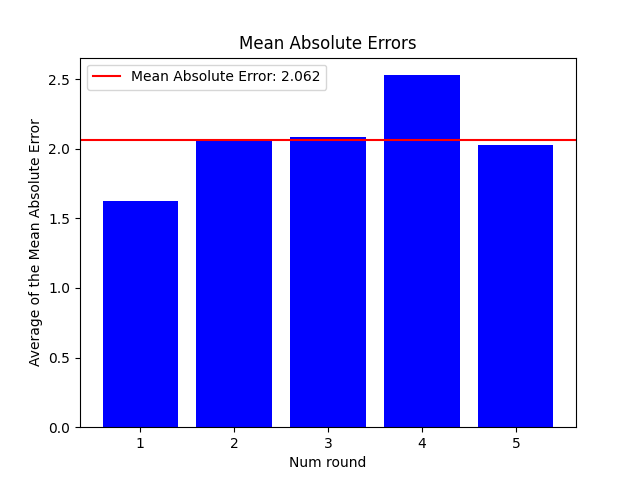 Mean Absolute Errors
Mean Absolute Error: 2.062
Average of the Mean Absolute Error
2.5
2.0
1.5
1.0
0.5
0.0
1 2 3 4 5
Num round